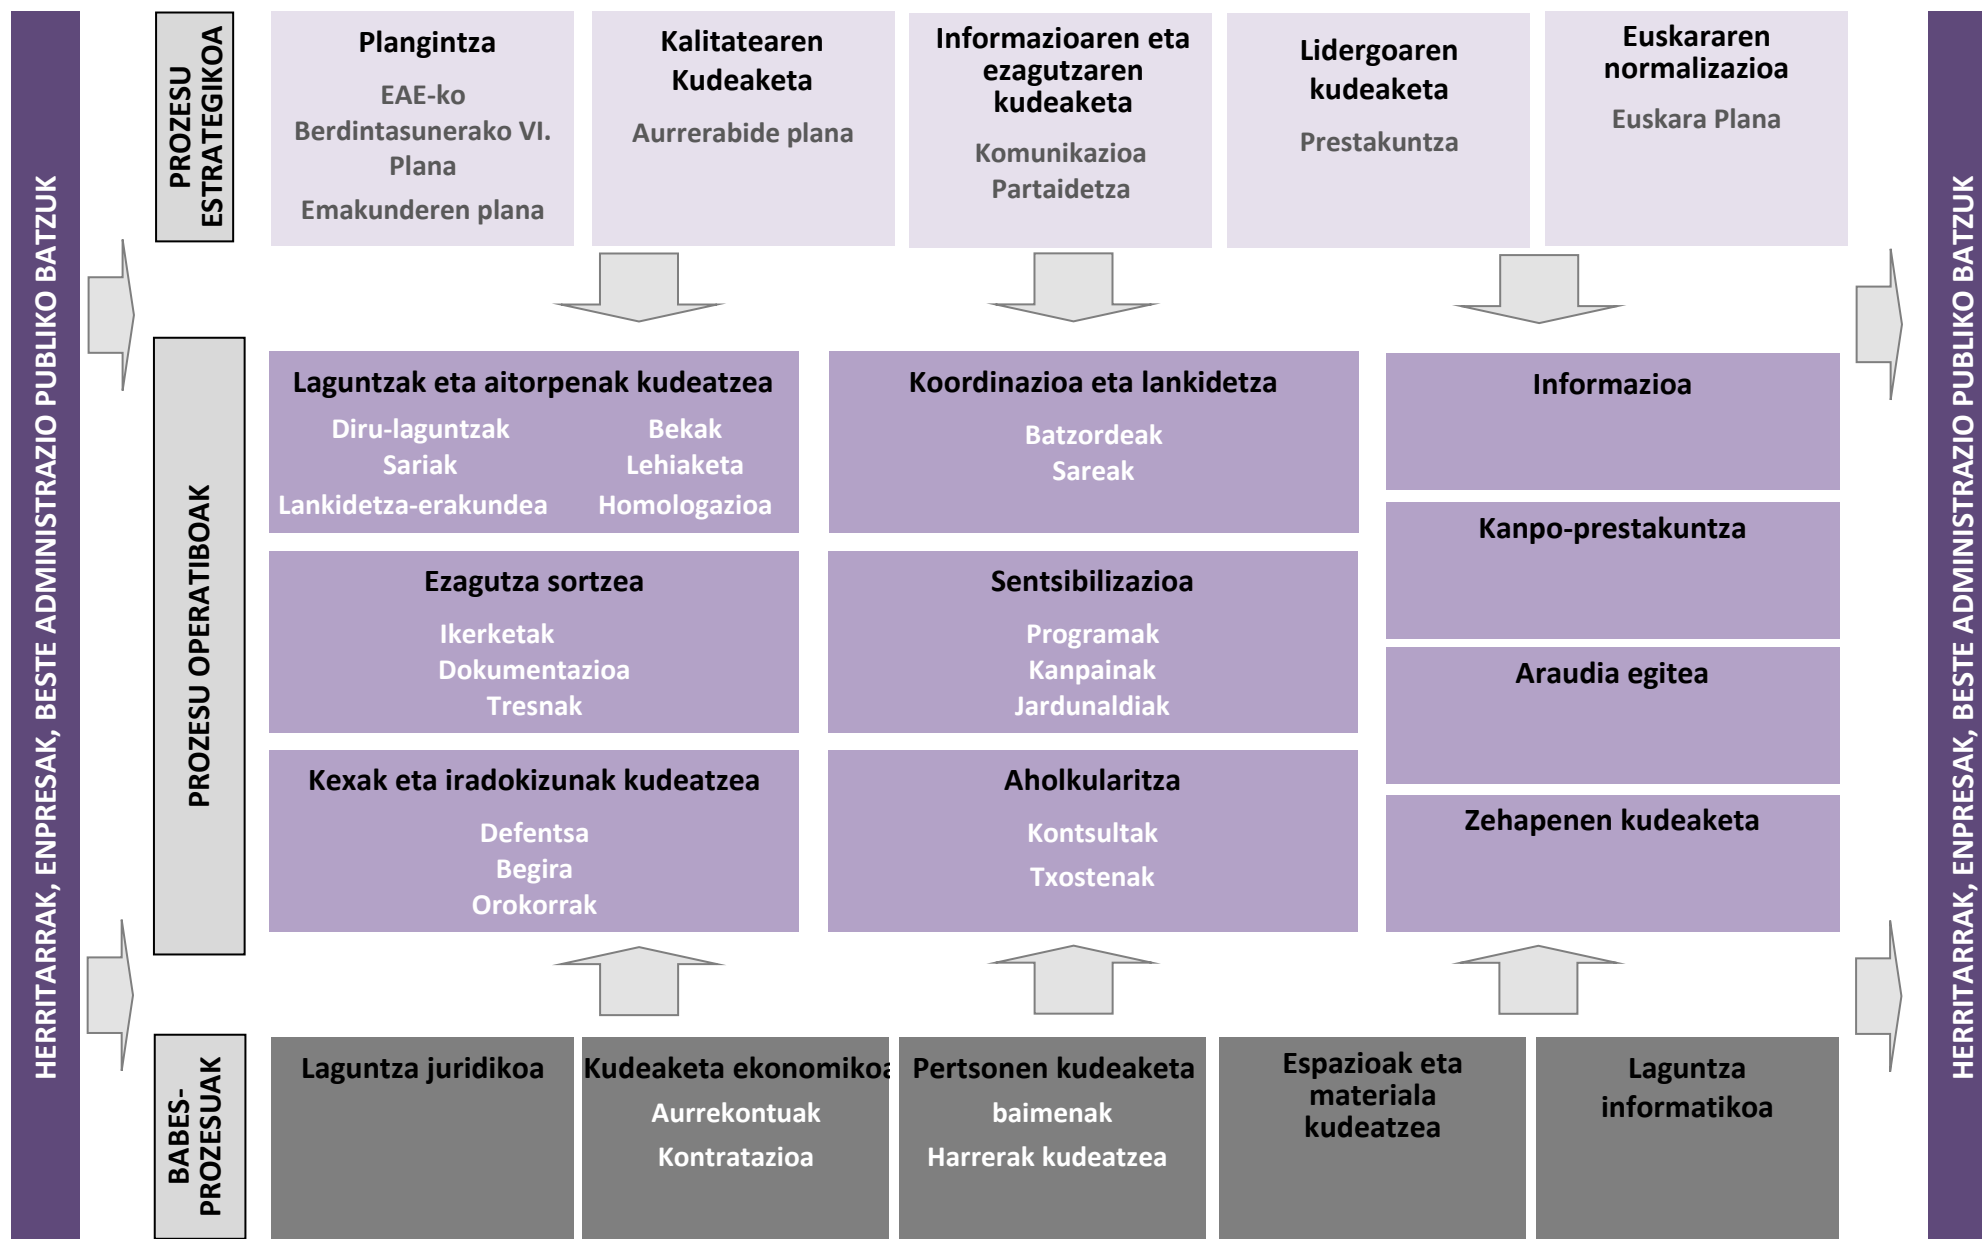 HERRITARRAK, ENPRESAK, BESTE ADMINISTRAZIO PUBLIKO BATZUK
PROZESU
ESTRATEGIKOA
Plangintza
EAE-ko
Berdintasunerako VI.
Plana
Emakunderen plana
Kalitatearen
Kudeaketa
Aurrerabide plana
Informazioaren eta
ezagutzaren
kudeaketa
Komunikazioa
Partaidetza
Lidergoaren
kudeaketa
Prestakuntza
Euskararen
normalizazioa
Euskara Plana
PROZESU OPERATIBOAK
Laguntzak eta aitorpenak kudeatzea
Diru-laguntzak
Bekak
Sariak
Lehiaketa
Lankidetza-erakundea
Homologazioa
Koordinazioa eta lankidetza
Batzordeak
Sareak
Informazioa
Kanpo-prestakuntza
Ezagutza sortzea
Ikerketak
Dokumentazioa
Tresnak
Sentsibilizazioa
Programak
Kanpainak
Jardunaldiak
Araudia egitea
Kexak eta iradokizunak kudeatzea
Defentsa
Begira
Orokorrak
Aholkularitza
Kontsultak
Txostenak
Zehapenen kudeaketa
BABES-
PROZESUAK
Laguntza juridikoa
Kudeaketa ekonomikoa
Aurrekontuak
Kontratazioa
Pertsonen kudeaketa
baimenak
Harrerak kudeatzea
Espazioak eta
materiala
kudeatzea
Laguntza
informatikoa
HERRITARRAK, ENPRESAK, BESTE ADMINISTRAZIO PUBLIKO BATZUK